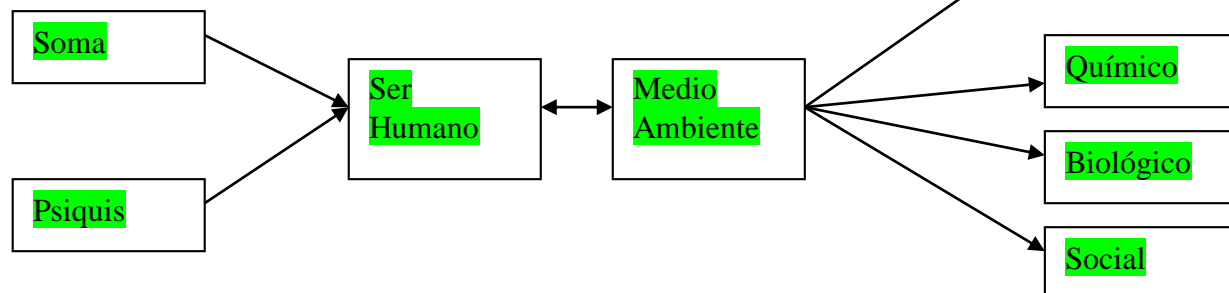 Soma
Psiquis
Ser
Humano
Medio
Ambiente
Químico
Biológico
Social